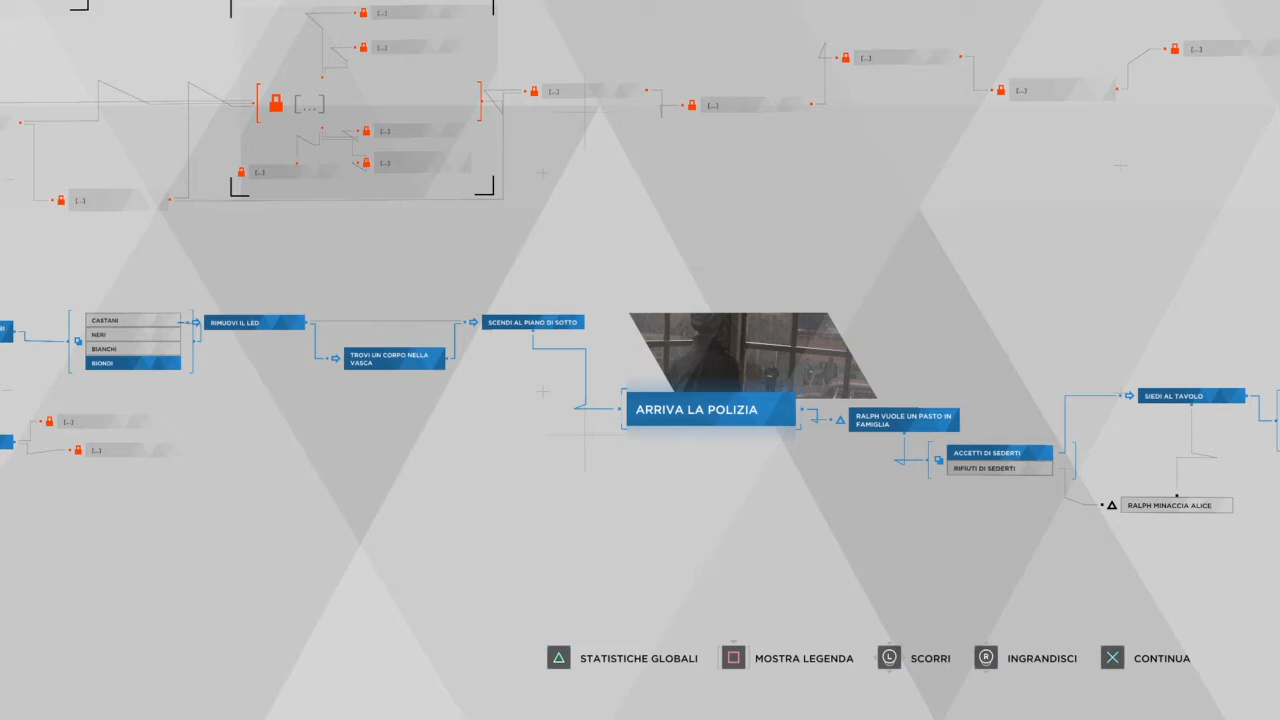 [...]
[...]
[...]
[...]
[...]
[...]
[...]
[...]
[...]
[...]
[...]
[...]
BI
CASTANI
NERI
BIANCHI
BIONDI
RIMUOVI IL LED
TROVI UN CORPO NELLA
VASCA
SCENDI AL PIANO DI SOTTO
ARRIVA LA POLIZIA
RALPH VUOLE UN PASTO IN
FAMIGLIA
ACCETTI DI SEDERTI
RIFIUTI DI SEDERTI
SIEDI AL TAVOLO
RALPH MINACCIA ALICE
[...]
[...]
STATISTICHE GLOBALI
MOSTRA LEGENDA
L
SCORRI
R
INGRANDISCI
CONTINUA